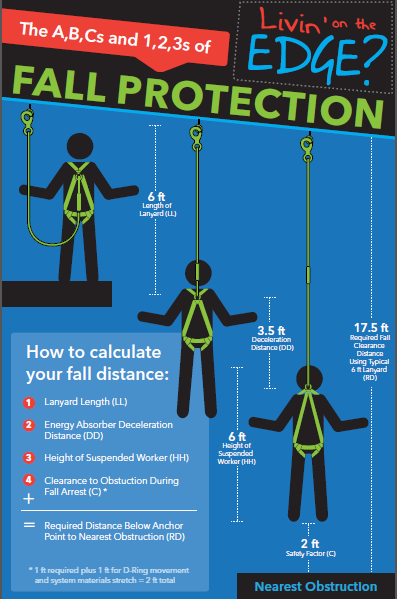 The A,B,Cs and 1,2,3s of
Livin' on the
EDGE?
FALL PROTECTION
6 ft
Length of
Lanyard (LL)
3.5 ft
Deceleration
Distance (DD)
17.5 ft
Required Fall
Clearance
Distance
Using Typical
6 ft Lanyard
(RD)
6 ft
Height of
Suspended
Worker (HH)
2 ft
Safety Factor (C)
Nearest Obstruction
How to calculate
your fall distance:
1 Lanyard Length (LL)
2 Energy Absorber Deceleration
Distance (DD)
3 Height of Suspended Worker (HH)
4 Clearance to Obstuction During
Fall Arrest (C) *
+
= Required Distance Below Anchor
Point to Nearest Obstruction (RD)
* 1 ft required plus 1 ft for D-Ring movement
and system materials stretch = 2 ft total